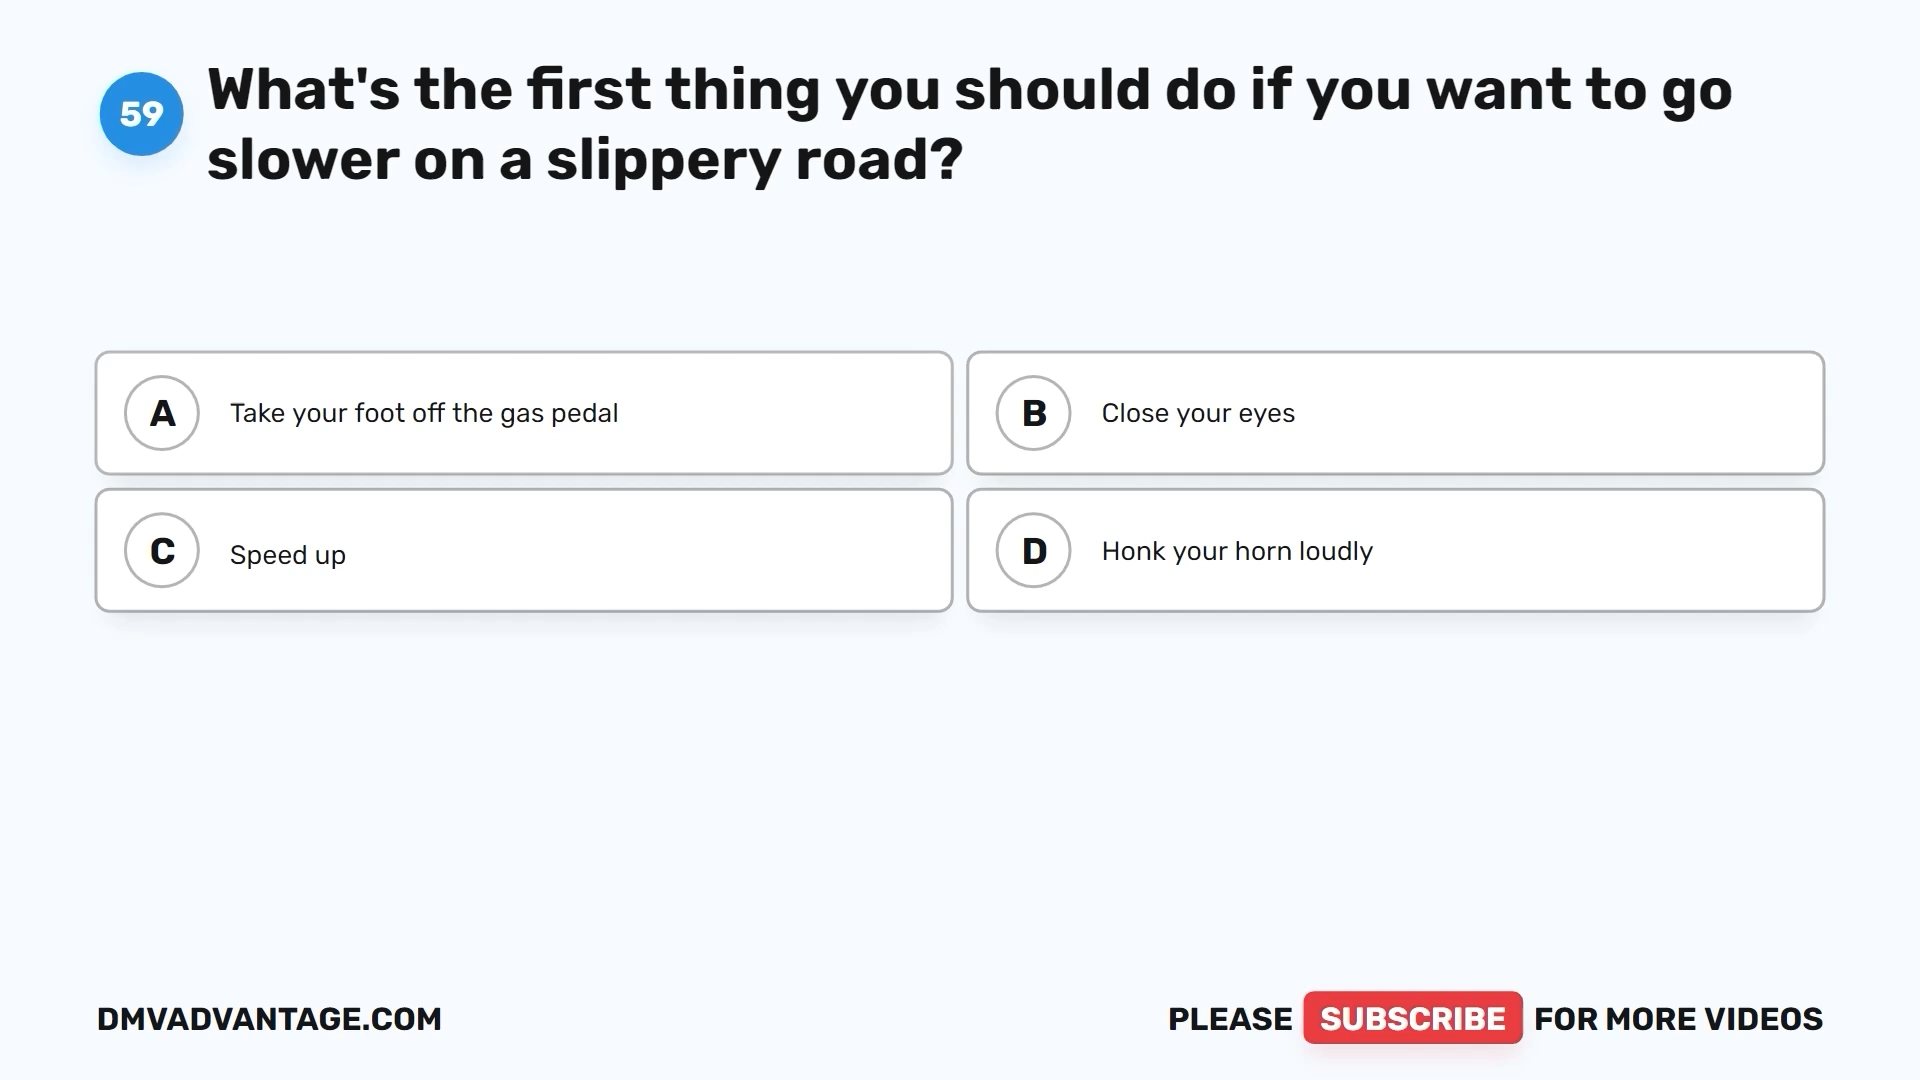 59
What's the first thing you should do if you want to go
slower on a slippery road?
A Take your foot off the gas pedal
B Close your eyes
C Speed up
D Honk your horn loudly
DMVADVANTAGE.COM
PLEASE SUBSCRIBE FOR MORE VIDEOS